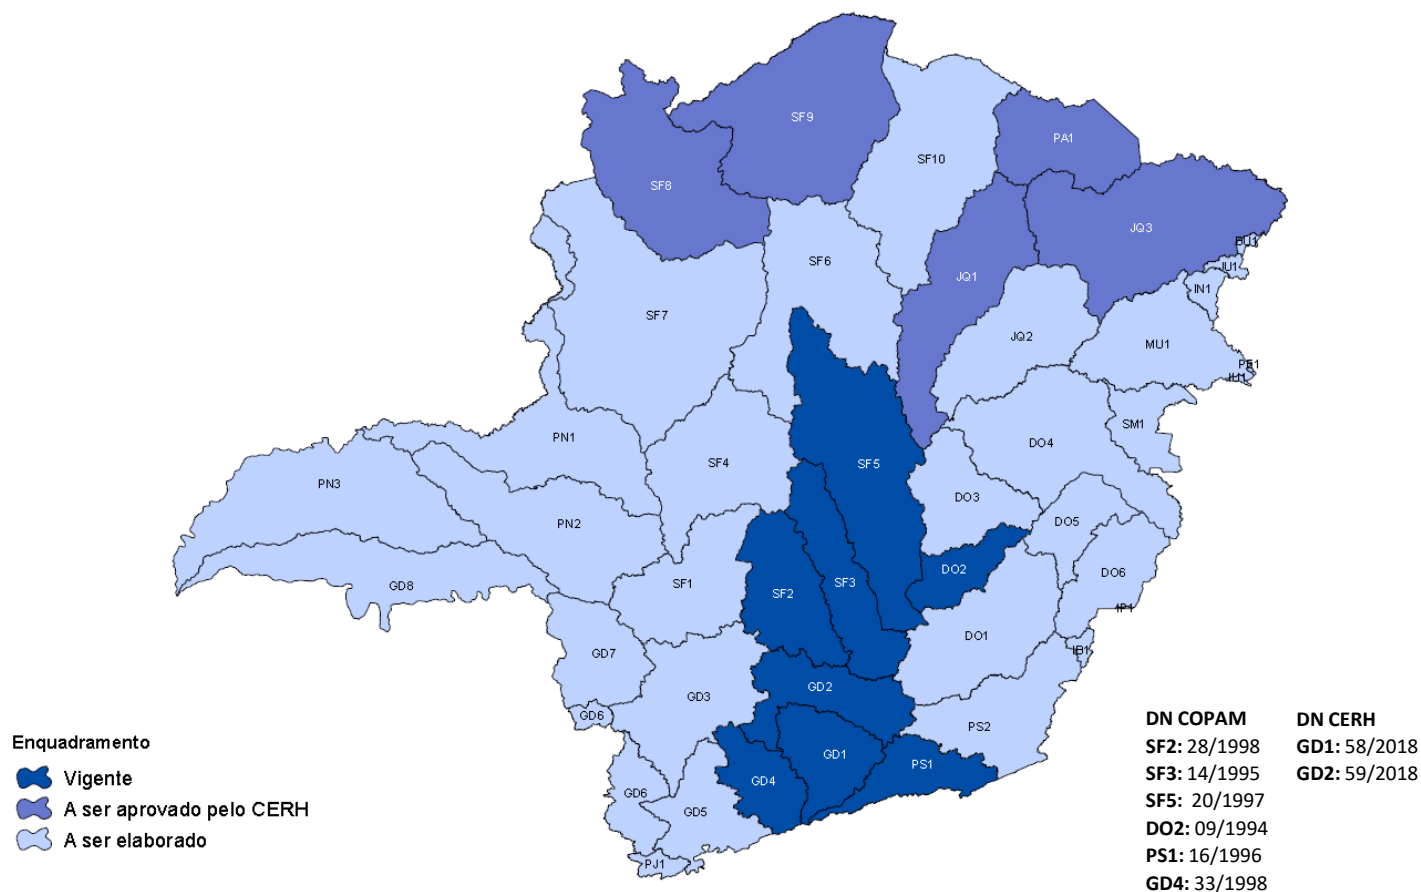 SF9
PA1
SF10
SF8
JQ3
BU1
SF6
JU1
JQ1
IN1
SF7
JQ2
MU1
PE1
SM1
PN1
DO4
SF4
SF5
PN3
DO3
PN2
DO5
DO2
DO6
SF1
SF3
GD8
SF2
IP1
DO1
IB1
GD7
GD2
GD3
GD6
PS2
GD1
PS1
GD4
GD6
GD5
PJ1
Enquadramento
Vigente
A ser aprovado pelo CERH
A ser elaborado
DN COPAM
SF2: 28/1998
SF3: 14/1995
SF5: 20/1997
DO2: 09/1994
PS1: 16/1996
GD4: 33/1998
DN CERH
GD1: 58/2018
GD2: 59/2018